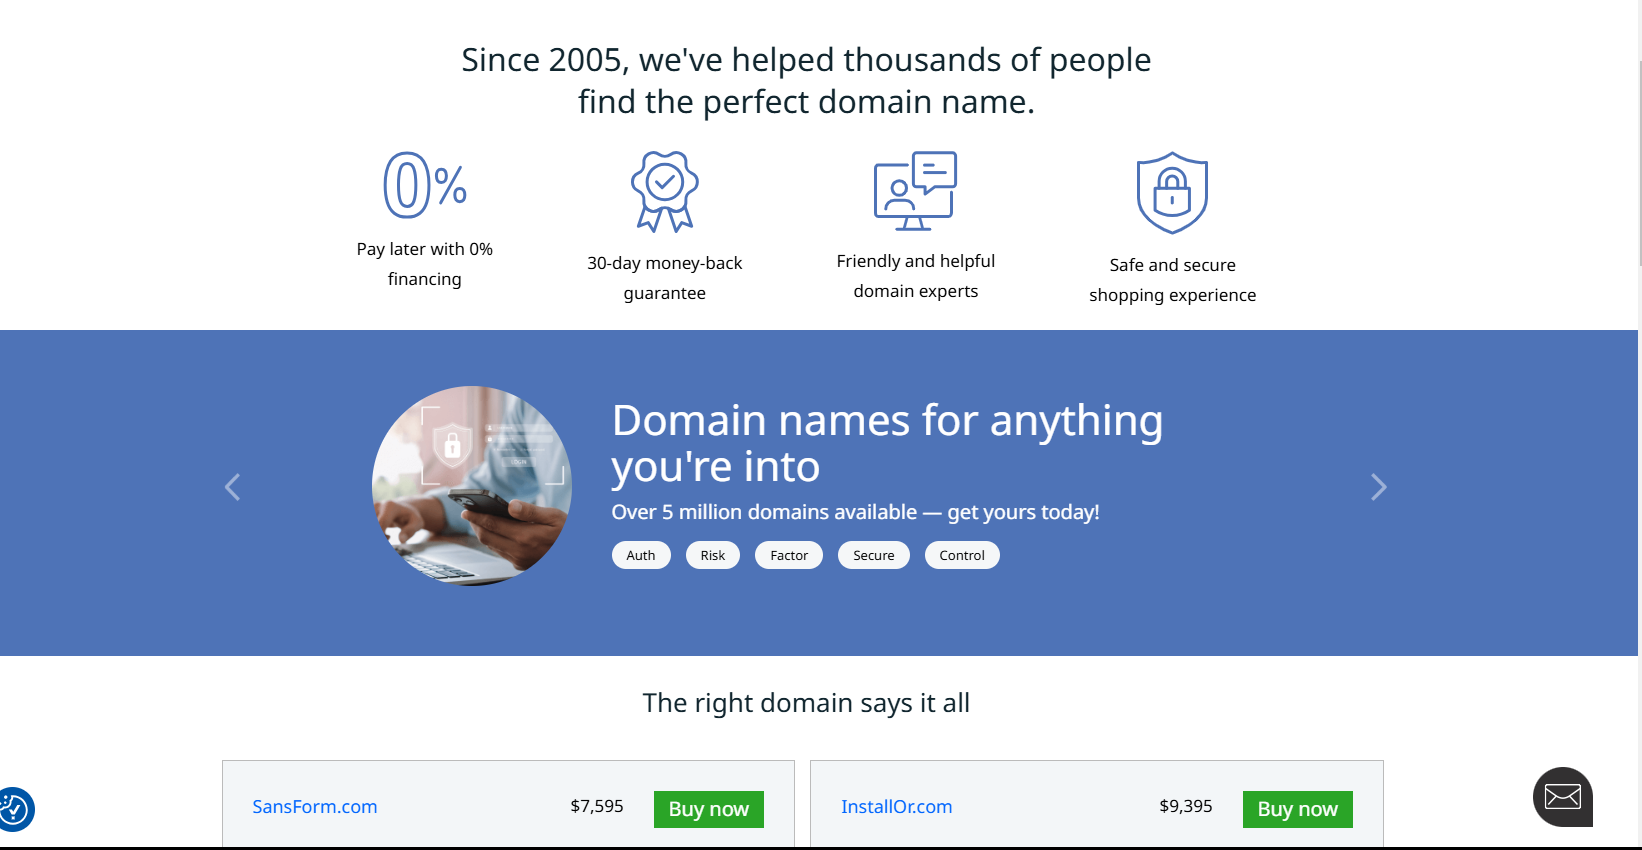 Since 2005, we've helped thousands of people
find the perfect domain name.
0%
Pay later with 0%
financing
30-day money-back
guarantee
Friendly and helpful
domain experts
Safe and secure
shopping experience
Domain names for anything
you're into
Over 5 million domains available — get yours today!
Auth Risk Factor Secure Control
LOGIN
The right domain says it all
SansForm.com $7,595 Buy now
InstallOr.com $9,395 Buy now